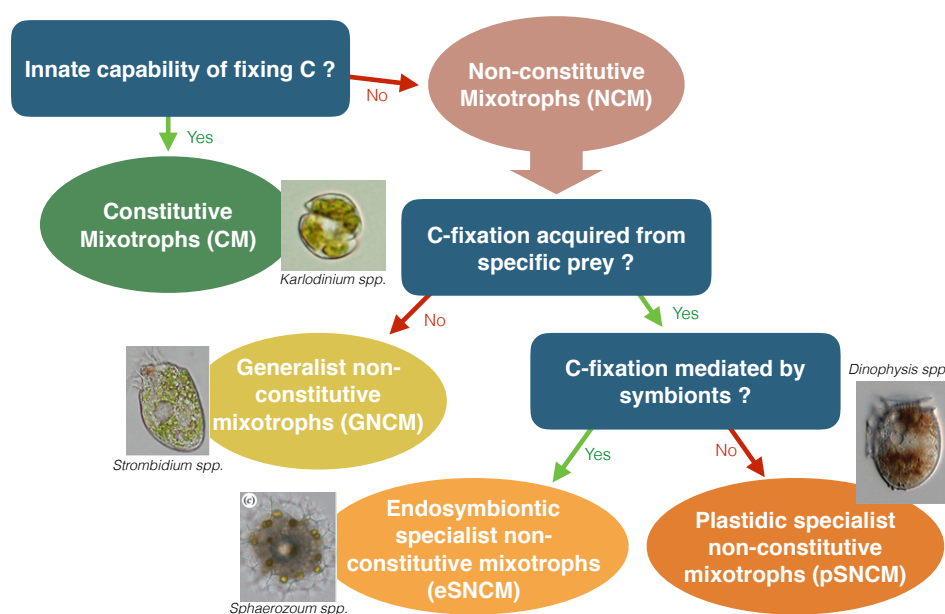 Innate capability of fixing C ?
No
Non-constitutive
Mixotrophs (NCM)
Yes
Constitutive
Mixotrophs (CM)
Karlodinium spp.
C-fixation acquired from
specific prey ?
No
Yes
Generalist non-
constitutive
mixotrophs (GNCM)
Strombidium spp.
C-fixation mediated by
symbionts ?
Dinophysis spp
Yes
No
(c)
Endosymbiontic
specialist non-
constitutive mixotrophs
(eSNCM)
Sphaerozoum spp.
Plastidic specialist
non-constitutive
mixotrophs (pSNCM)